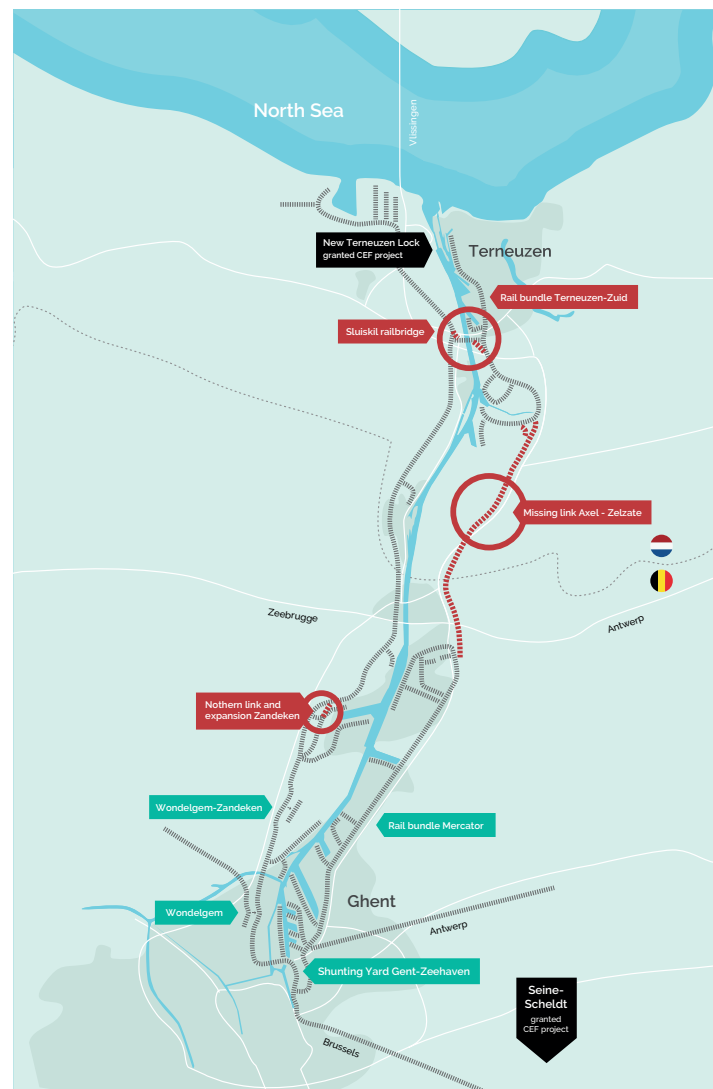 North Sea
Vlissingen
New Terneuzen Lock
granted CEF project
Terneuzen
Rail bundle Terneuzen-Zuid
Sluiskil railbridge
Missing link Axel - Zelzate
Zeebrugge
Antwerp
Nothern link and
expansion Zandeken
Wondelgem-Zandeken
Rail bundle Mercator
Ghent
Wondelgem
Antwerp
Shunting Yard Gent-Zeehaven
Seine-
Scheldt
granted
CEF project
Brussels